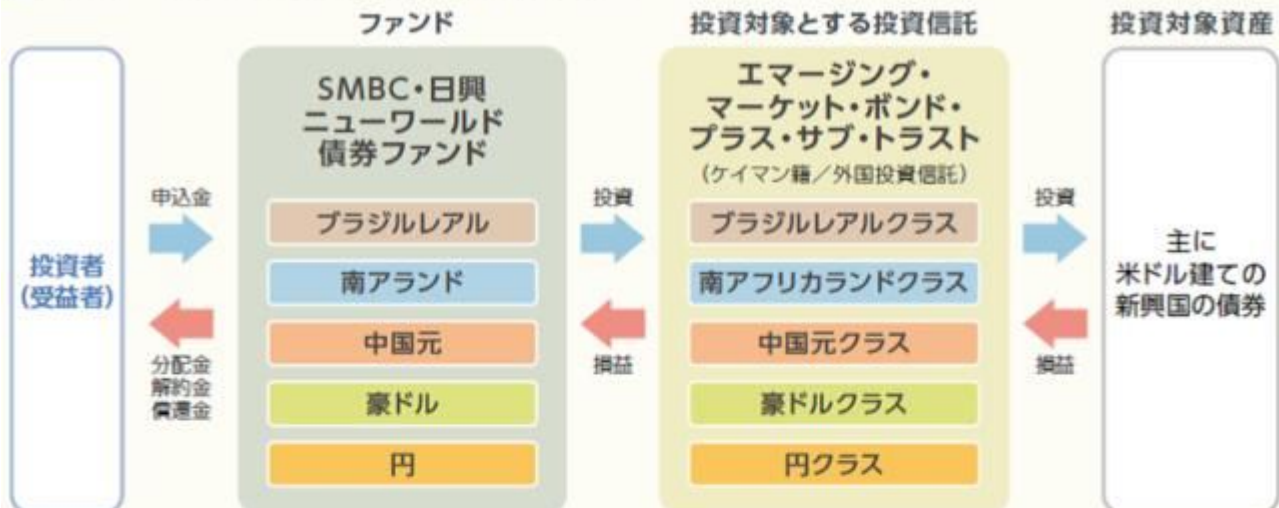 ファンド
投資対象とする投資信託
投資対象資産
投資者
(受益者)
申込金
分配金
解約金
償還金
SMBC・日興
ニューワールド
債券ファンド
ブラジルレアル
南アランド
中国元
豪ドル
円
投資
損益
エマージング・
マーケット・ボンド・
プラス・サブ・トラスト
(ケイマン籍/外国投資信託)
ブラジルレアルクラス
南アフリカランドクラス
中国元クラス
豪ドルクラス
円クラス
投資
損益
主に
米ドル建ての
新興国の債券